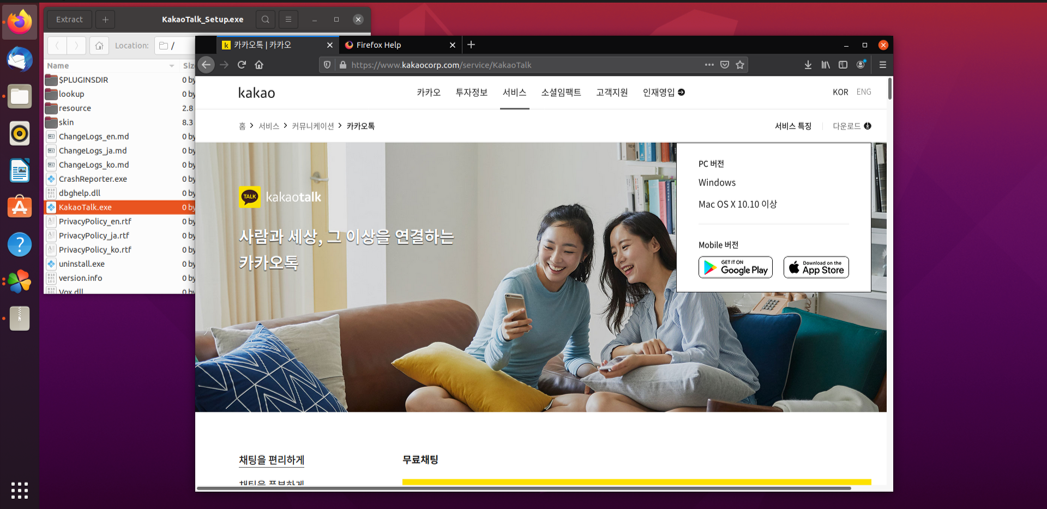 Extract
+
KakaoTalk_Setup.exe
Location: /
Name
Siz
$PLUGINSDIR 0 by
lookup 0 by
resource 2.8
skin 8.3
ChangeLogs_en.md 0 by
ChangeLogs_ja.md 0 by
ChangeLogs_ko.md 0 by
CrashReporter.exe 0 by
dbghelp.dll 0 by
KakaoTalk.exe 0 by
PrivacyPolicy_en.rtf 0 by
PrivacyPolicy_ja.rtf 0 by
PrivacyPolicy_ko.rtf 0 by
uninstall.exe 0 by
version.info 0 by
Vox.dll 0 by
카카오톡 | 카카오
Firefox Help
https://www.kakaocorp.com/service/KakaoTalk
kakao
카카오 투자정보 서비스 소셜임팩트 고객지원 인재영입
KOR ENG
홈 > 서비스 > 커뮤니케이션 > 카카오톡
서비스 특징 다운로드
PC 버전
Windows
Mac OS X 10.10 이상
Mobile 버전
GET IT ON
Google Play
Download on the
App Store
TALK
kakaotalk
사람과 세상, 그 이상을 연결하는
카카오톡
채팅을 편리하게
무료채팅
채팅을 풍부하게